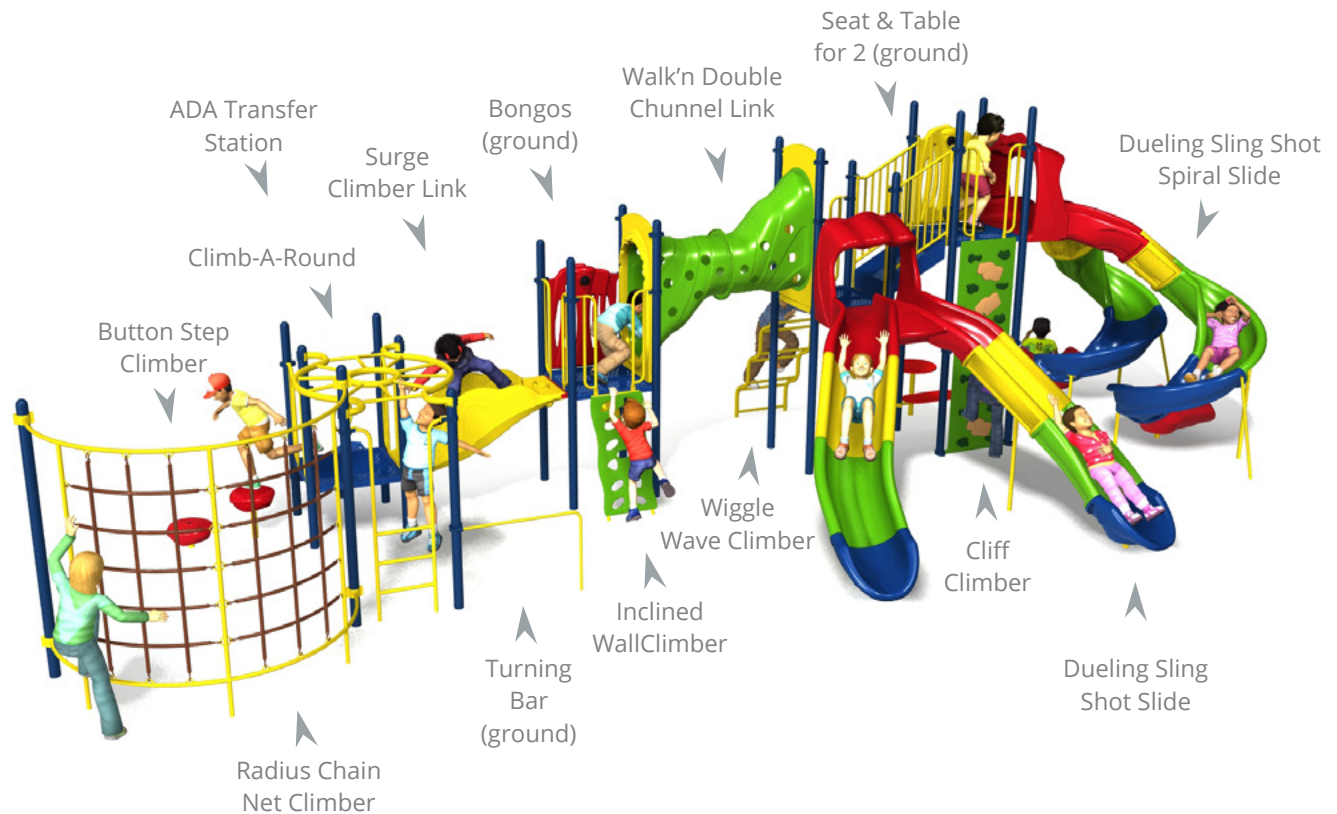 Seat & Table
for 2 (ground)
Walk'n Double
Chunnel Link
Bongos
(ground)
ADA Transfer
Station
Surge
Climber Link
Dueling Sling Shot
Spiral Slide
Climb-A-Round
Button Step
Climber
Wiggle
Wave Climber
Cliff
Climber
Inclined
WallClimber
Turning
Bar
(ground)
Dueling Sling
Shot Slide
Radius Chain
Net Climber